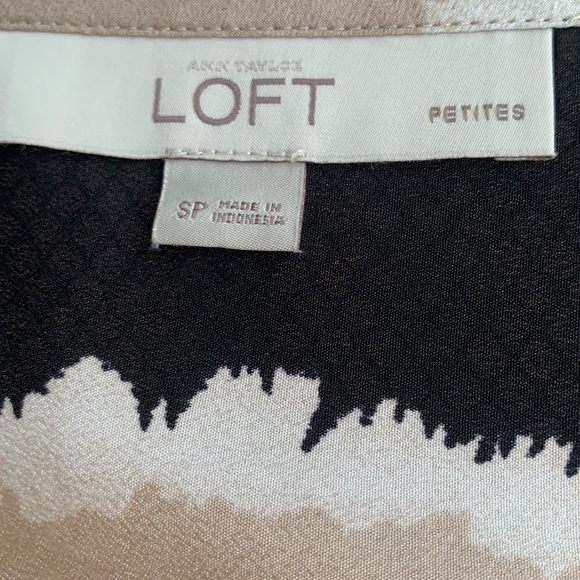 ANN TAYLOR
LOFT
PETITES
SP
MADE IN
INDONESIA